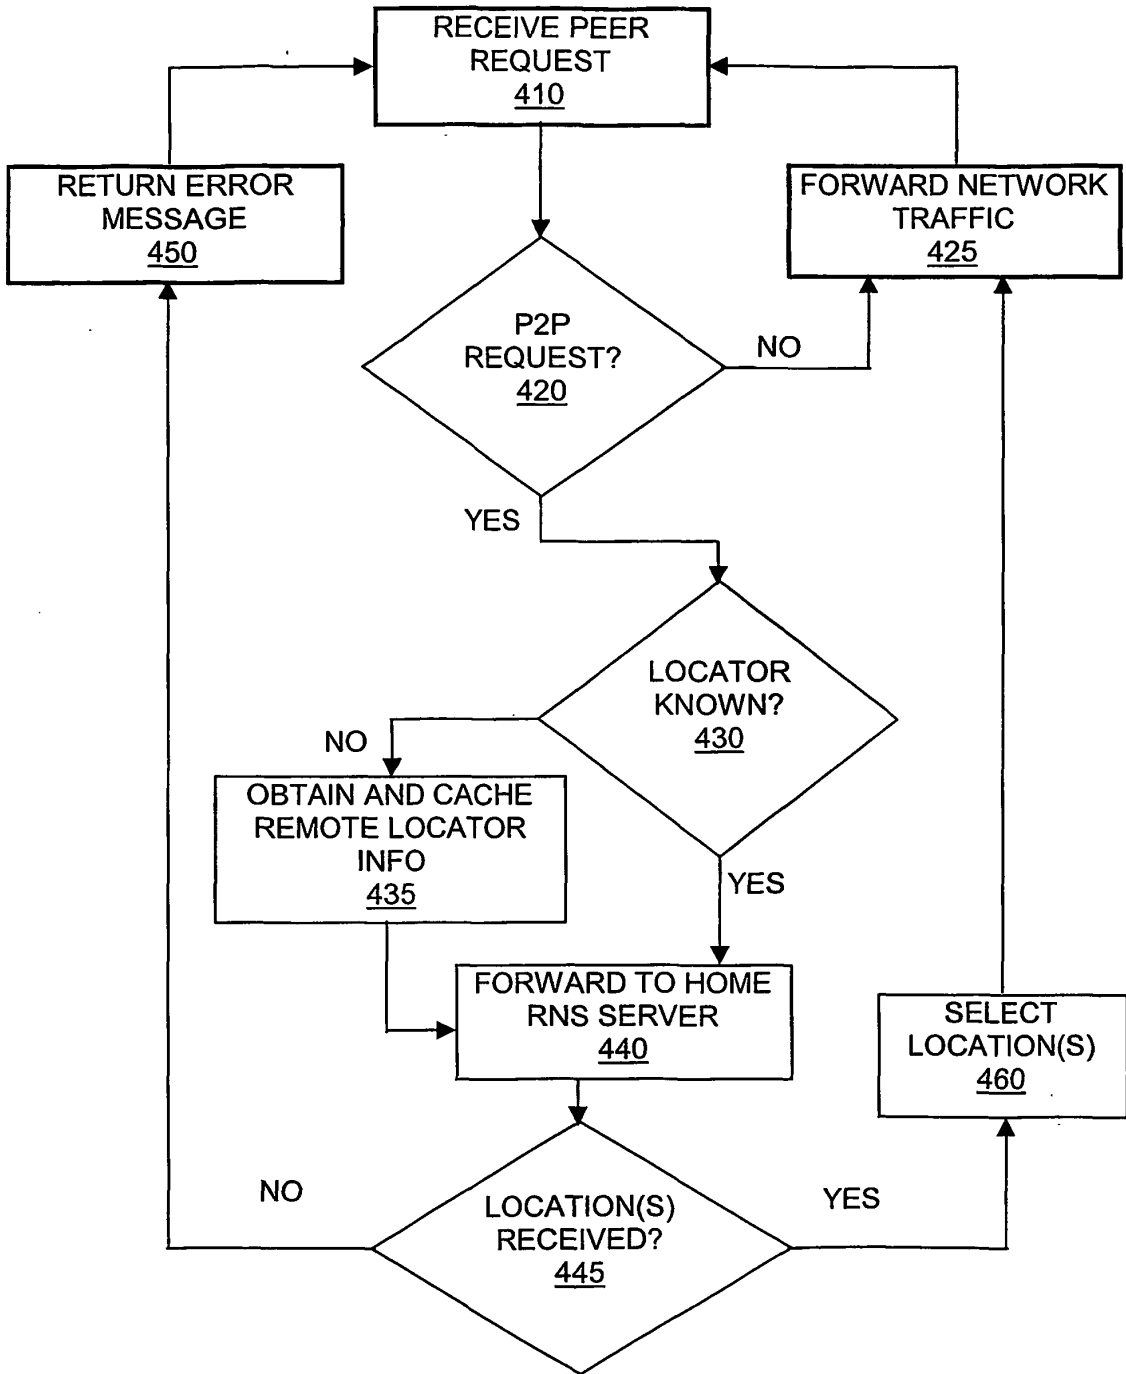 RECEIVE PEER
REQUEST
410
RETURN ERROR
MESSAGE
450
FORWARD NETWORK
TRAFFIC
425
P2P
REQUEST?
420
NO
YES
LOCATOR
KNOWN?
430
NO
OBTAIN AND CACHE
REMOTE LOCATOR
INFO
435
YES
FORWARD TO HOME
RNS SERVER
440
SELECT
LOCATION(S)
460
NO
LOCATION(S)
RECEIVED?
445
YES